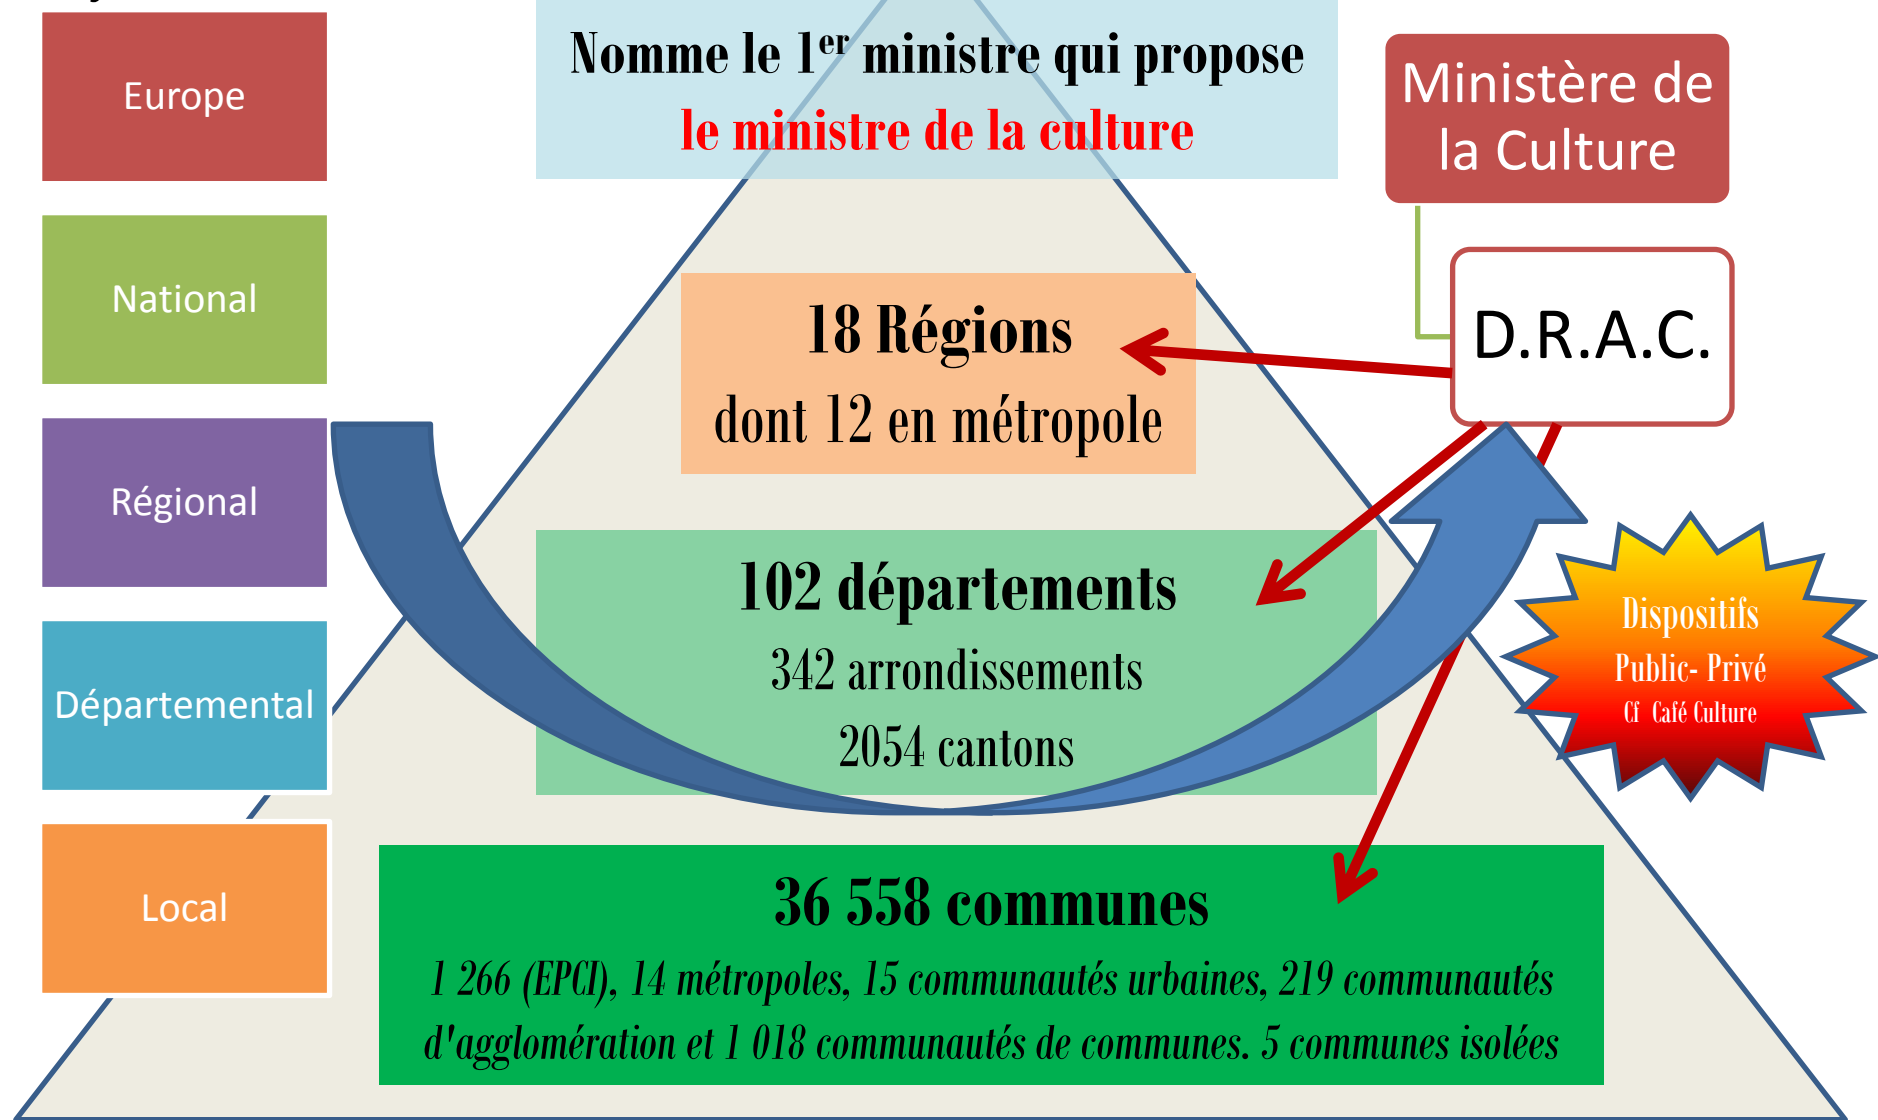 Europe
National
Régional
Départemental
Local
Nomme le 1er ministre qui propose
le ministre de la culture
18 Régions
dont 12 en métropole
102 départements
342 arrondissements
2054 cantons
36 558 communes
1 266 (EPCI), 14 métropoles, 15 communautés urbaines, 219 communautés
d'agglomération et 1 018 communautés de communes. 5 communes isolées
Ministère de
la Culture
D.R.A.C.
Dispositifs
Public- Privé
Cf Café Culture